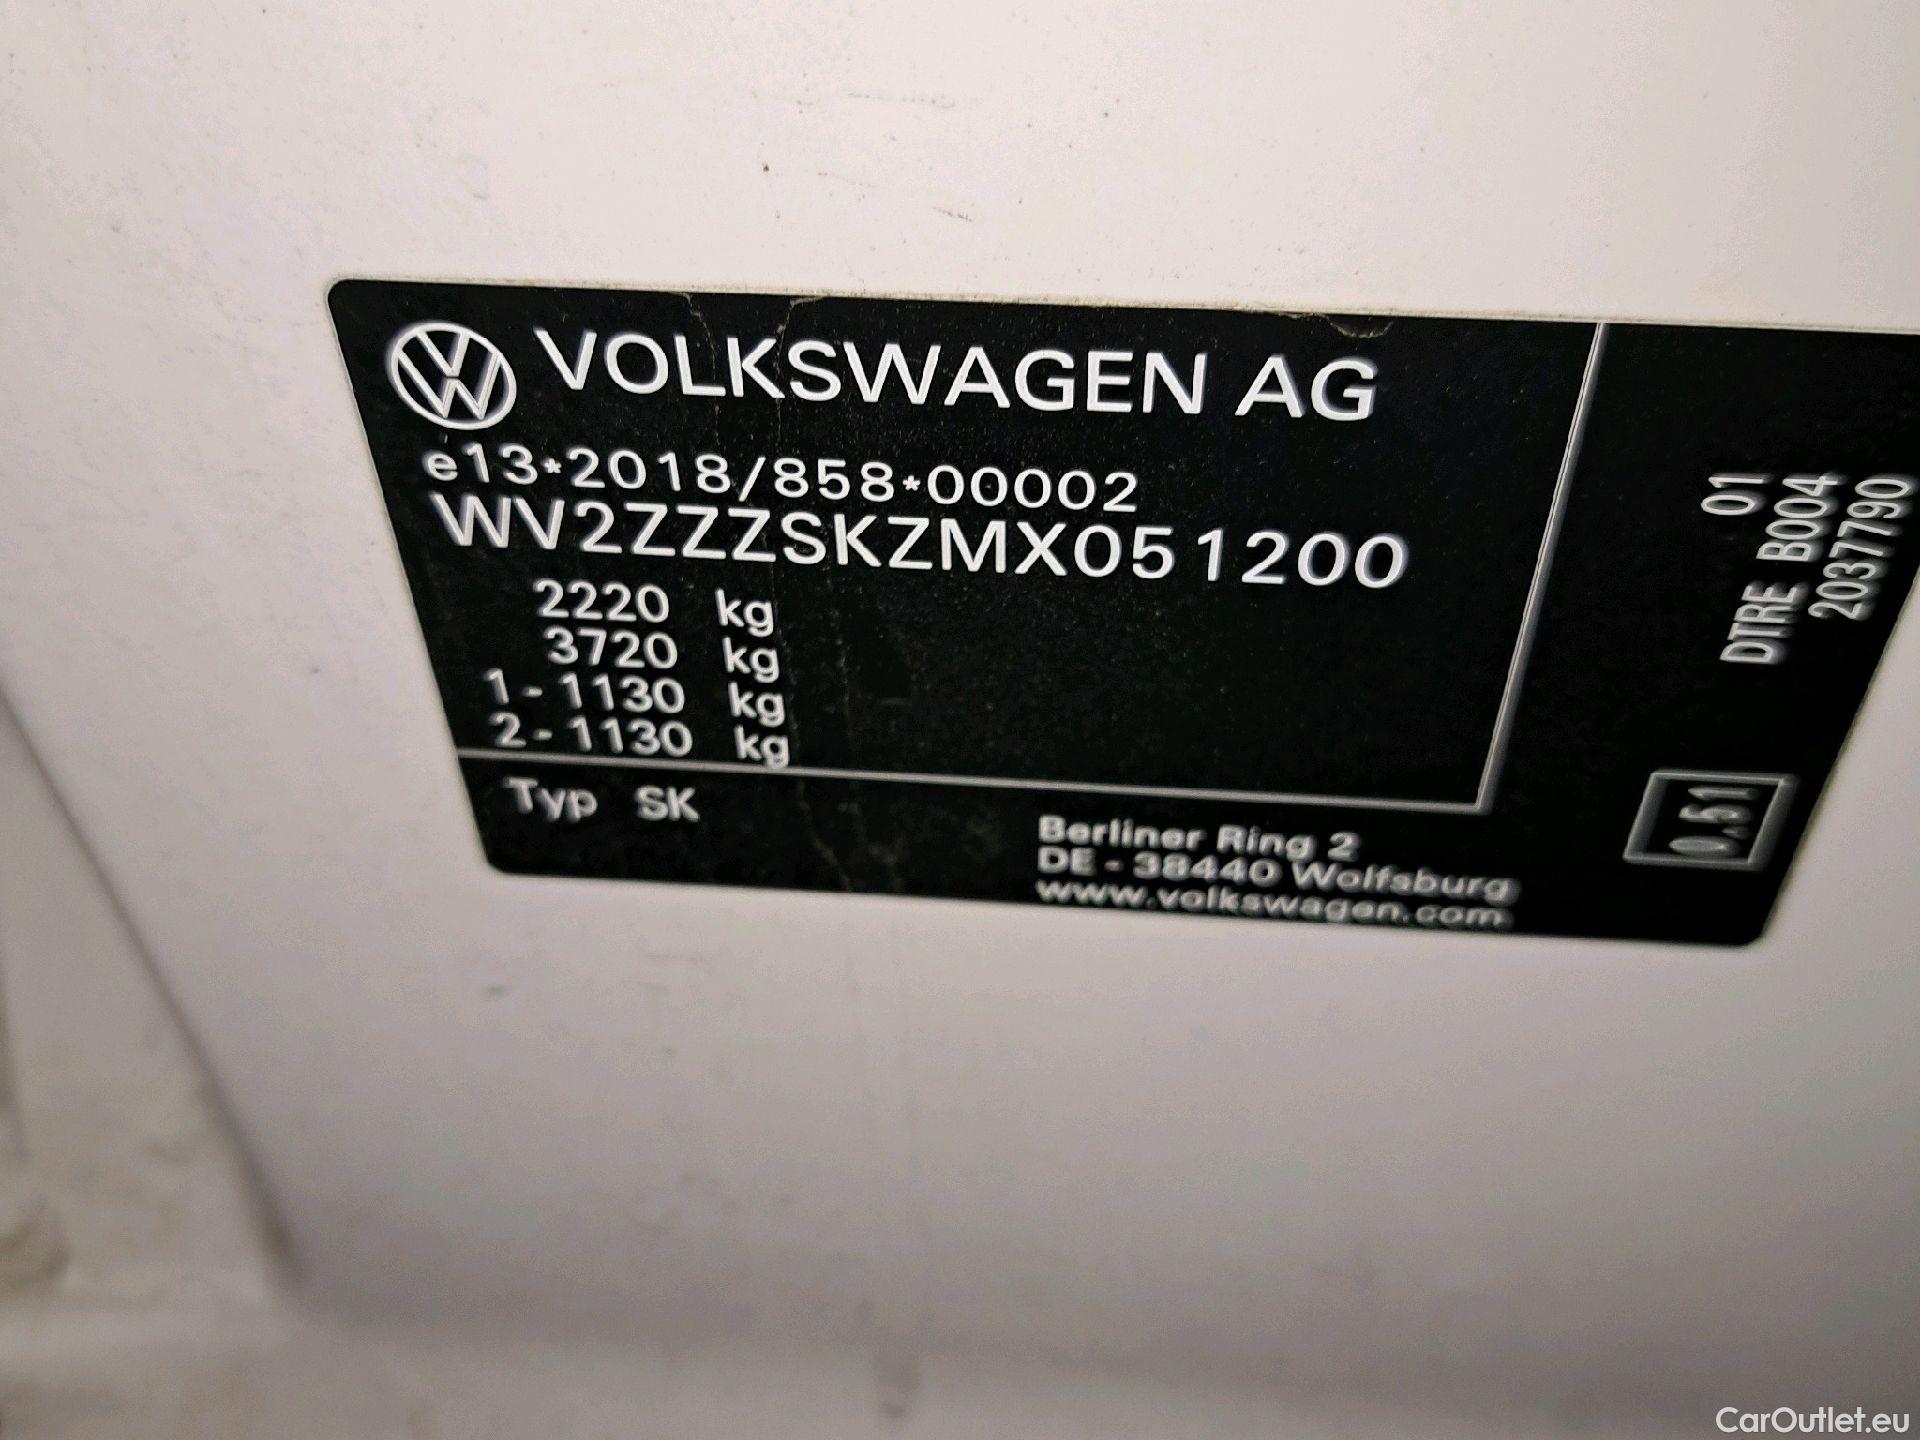 VOLKSWAGEN AG
e13*2018/858*00002
WV2ZZZSKZMX051200
2220 kg
3720 kg
1 - 1130 kg
2 - 1130 kg
Typ SK
Berliner Ring 2
DE - 38440 Wolfsburg
www.volkswagen.com
01
DTRE B004
2037790
0.51
CarOutlet.eu